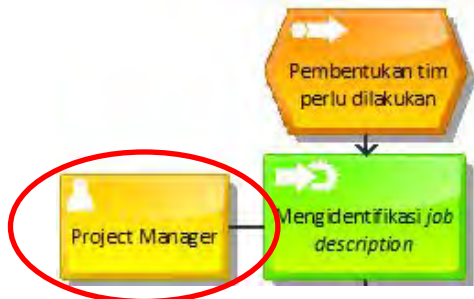 Pembentukan tim
perlu dilakukan
Project Manager
Mengidentifikasi job
description